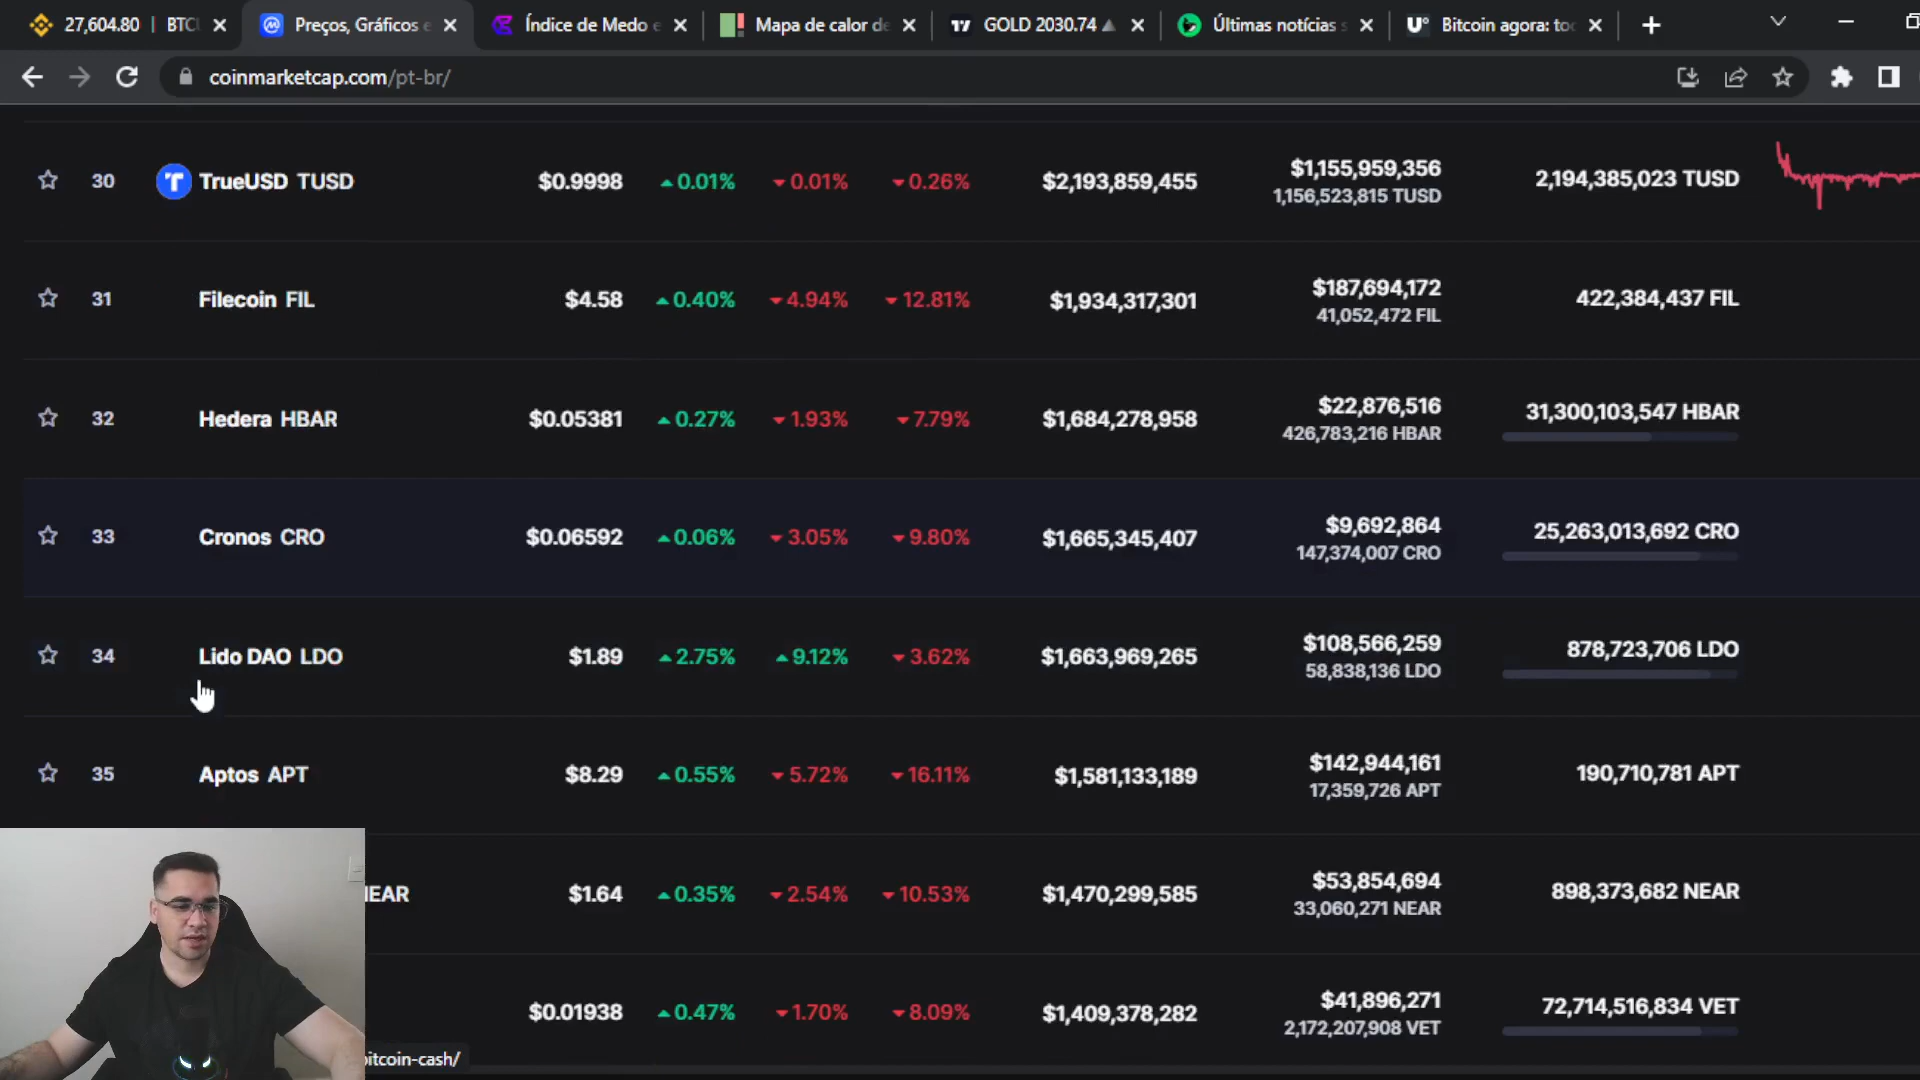 27,604.80 | BTCU
Preços, Gráficos e
Índice de Medo e
Mapa de calor de
GOLD 2030.74
Últimas notícias s
Bitcoin agora: toc
coinmarketcap.com/pt-br/
30 TrueUSD TUSD $0.9998 0.01% 0.01% 0.26% $2,193,859,455 $1,155,959,356 2,194,385,023 TUSD
1,156,523,815 TUSD
31 Filecoin FIL $4.58 0.40% 4.94% 12.81% $1,934,317,301 $187,694,172 422,384,437 FIL
41,052,472 FIL
32 Hedera HBAR $0.05381 0.27% 1.93% 7.79% $1,684,278,958 $22,876,516 31,300,103,547 HBAR
426,783,216 HBAR
33 Cronos CRO $0.06592 0.06% 3.05% 9.80% $1,665,345,407 $9,692,864 25,263,013,692 CRO
147,374,007 CRO
34 Lido DAO LDO $1.89 2.75% 9.12% 3.62% $1,663,969,265 $108,566,259 878,723,706 LDO
58,838,136 LDO
35 Aptos APT $8.29 0.55% 5.72% 16.11% $1,581,133,189 $142,944,161 190,710,781 APT
17,359,726 APT
NEAR $1.64 0.35% 2.54% 10.53% $1,470,299,585 $53,854,694 898,373,682 NEAR
33,060,271 NEAR
$0.01938 0.47% 1.70% 8.09% $1,409,378,282 $41,896,271 72,714,516,834 VET
2,172,207,908 VET
bitcoin-cash/